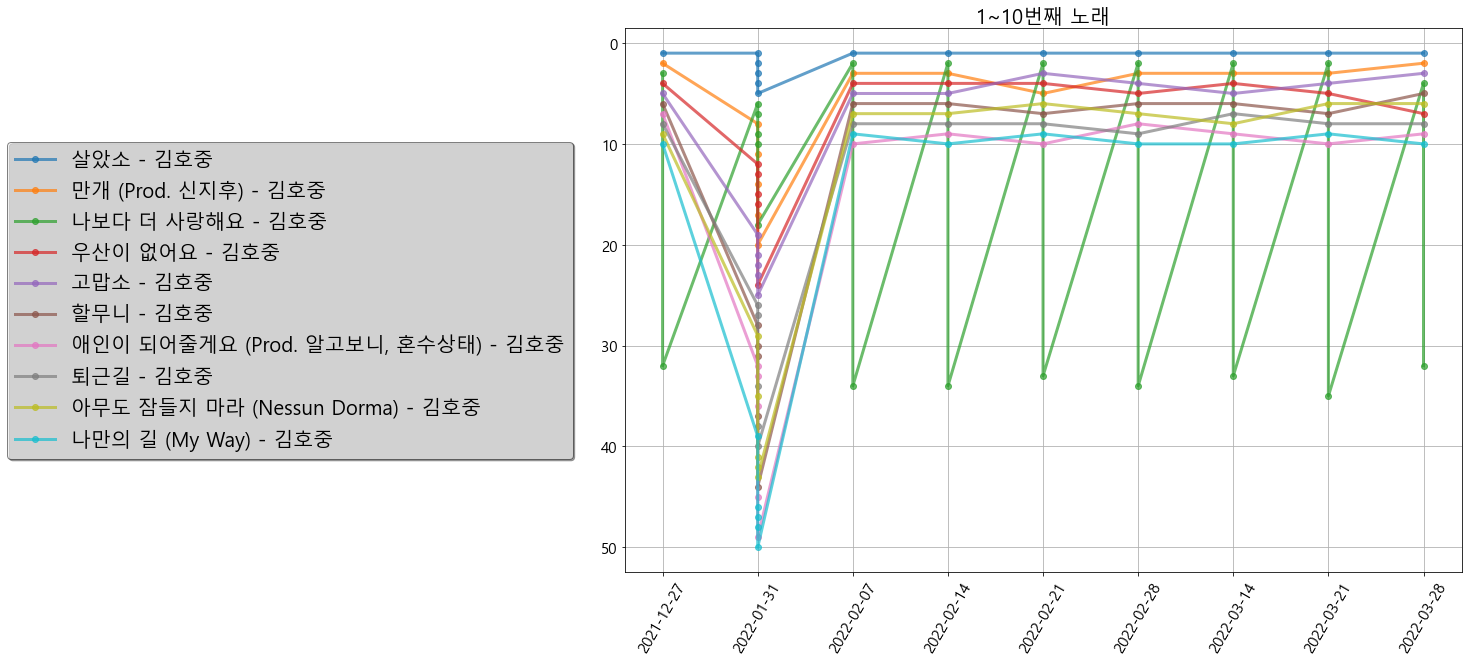 1~10번째 노래
살았소 - 김호중
만개 (Prod. 신지후) - 김호중
나보다 더 사랑해요 - 김호중
우산이 없어요 - 김호중
고맙소 - 김호중
할무니 - 김호중
애인이 되어줄게요 (Prod. 알고보니, 혼수상태) - 김호중
퇴근길 - 김호중
아무도 잠들지 마라 (Nessun Dorma) - 김호중
나만의 길 (My Way) - 김호중
0
10
20
30
40
50
2021-12-27
2022-01-31
2022-02-07
2022-02-14
2022-02-21
2022-02-28
2022-03-14
2022-03-21
2022-03-28